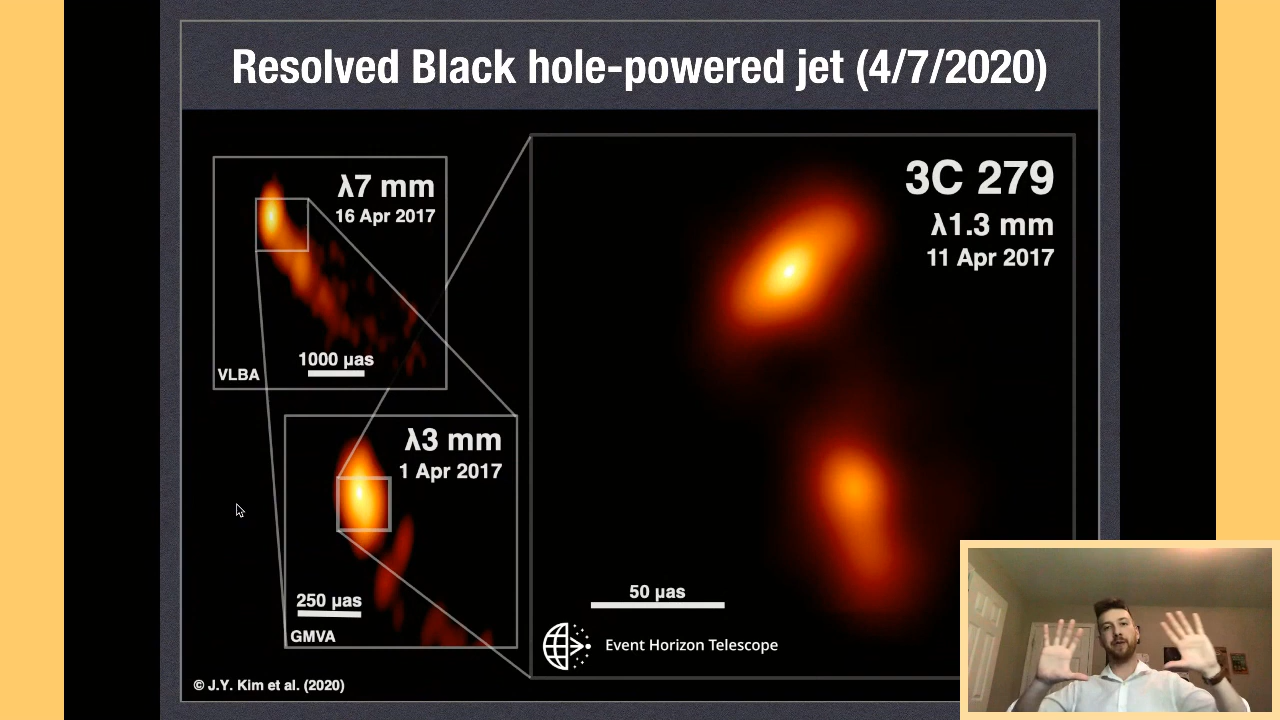 Resolved Black hole-powered jet (4/7/2020)
λ7 mm
16 Apr 2017
1000 μas
VLBA
λ3 mm
1 Apr 2017
250 μas
GMVA
3C 279
λ1.3 mm
11 Apr 2017
50 μas
Event Horizon Telescope
© J.Y. Kim et al. (2020)